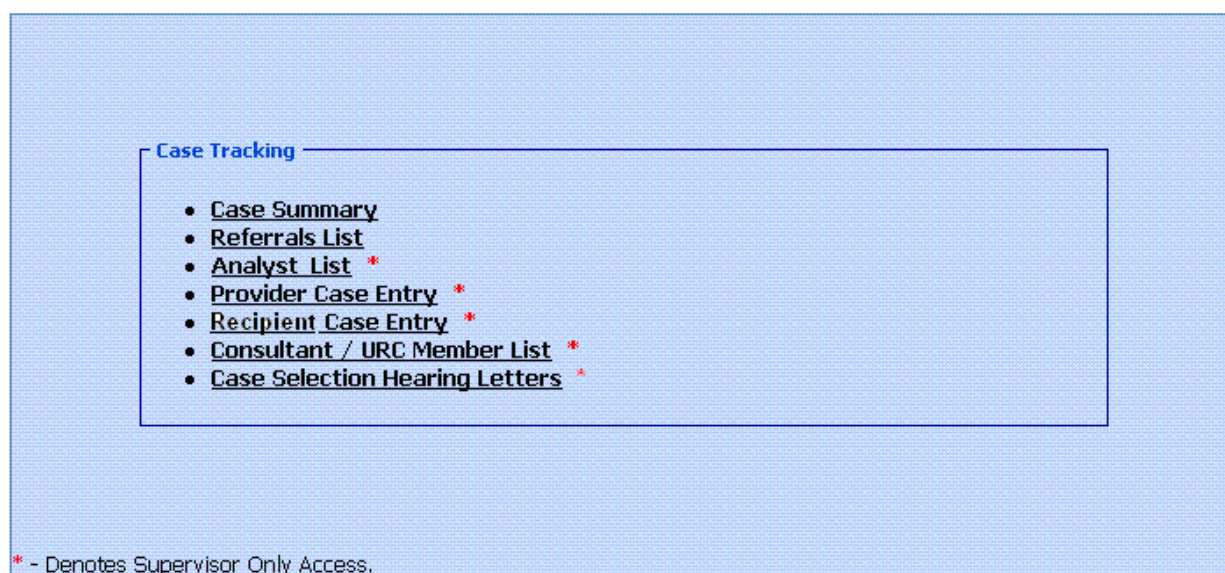 Case Tracking
• Case Summary
• Referrals List
• Analyst List *
• Provider Case Entry *
• Recipient Case Entry *
• Consultant / URC Member List *
• Case Selection Hearing Letters *
* - Denotes Supervisor Only Access.